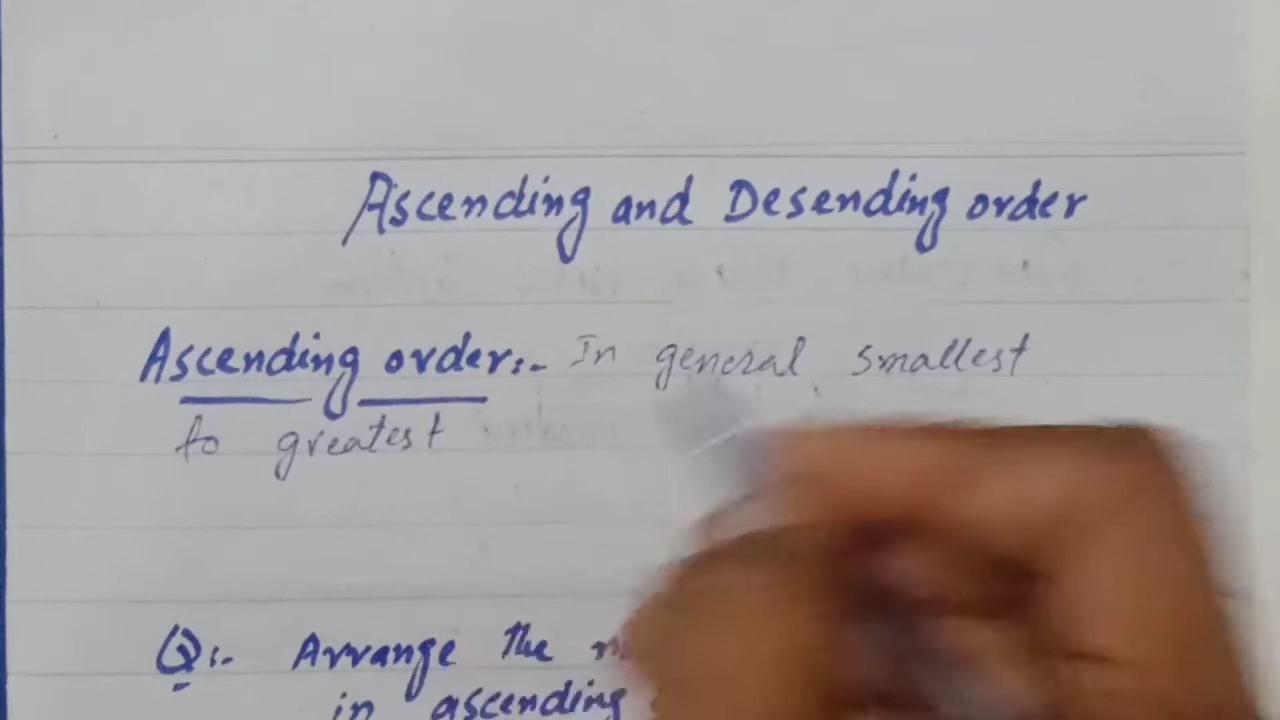 Ascending and Desending order
Ascending order:- In general smallest
to greatest
Q:- Arrange the
in ascending